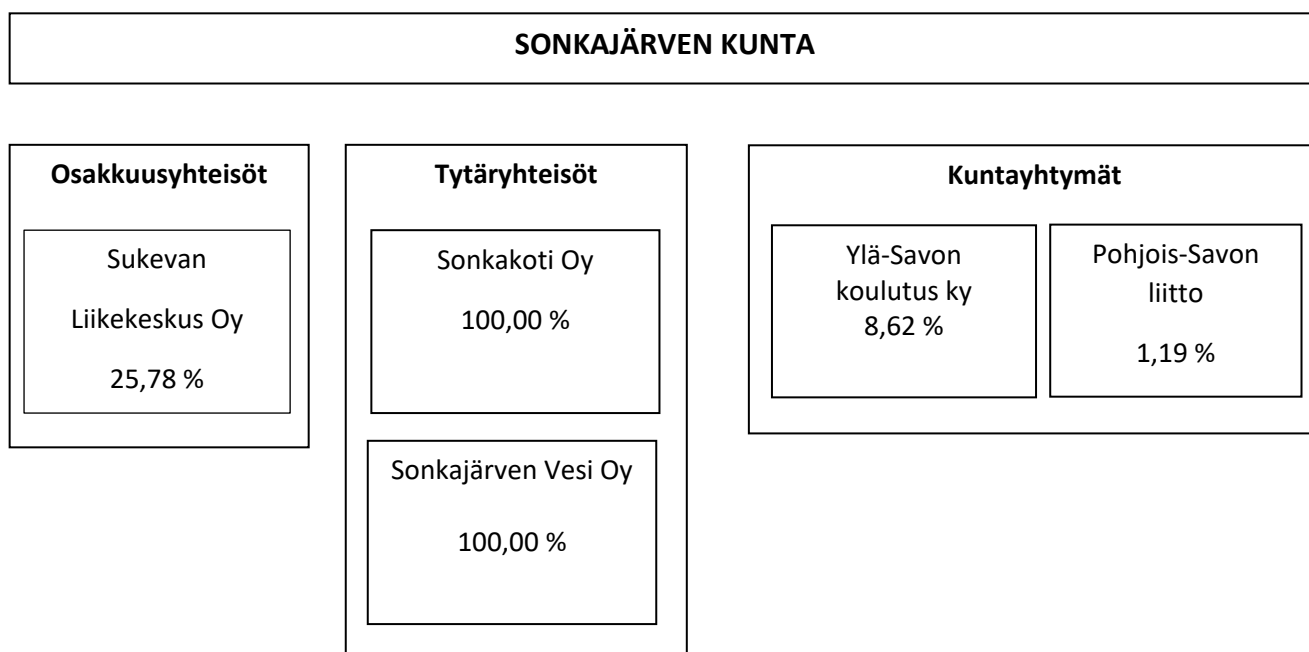 SONKAJÄRVEN KUNTA
Osakkuusyhteisöt
Sukevan
Liikekeskus Oy
25,78 %
Tytäryhteisöt
Sonkakoti Oy
100,00 %
Sonkajärven Vesi Oy
100,00 %
Kuntayhtymät
Ylä-Savon
koulutus ky
8,62 %
Pohjois-Savon
liitto
1,19 %